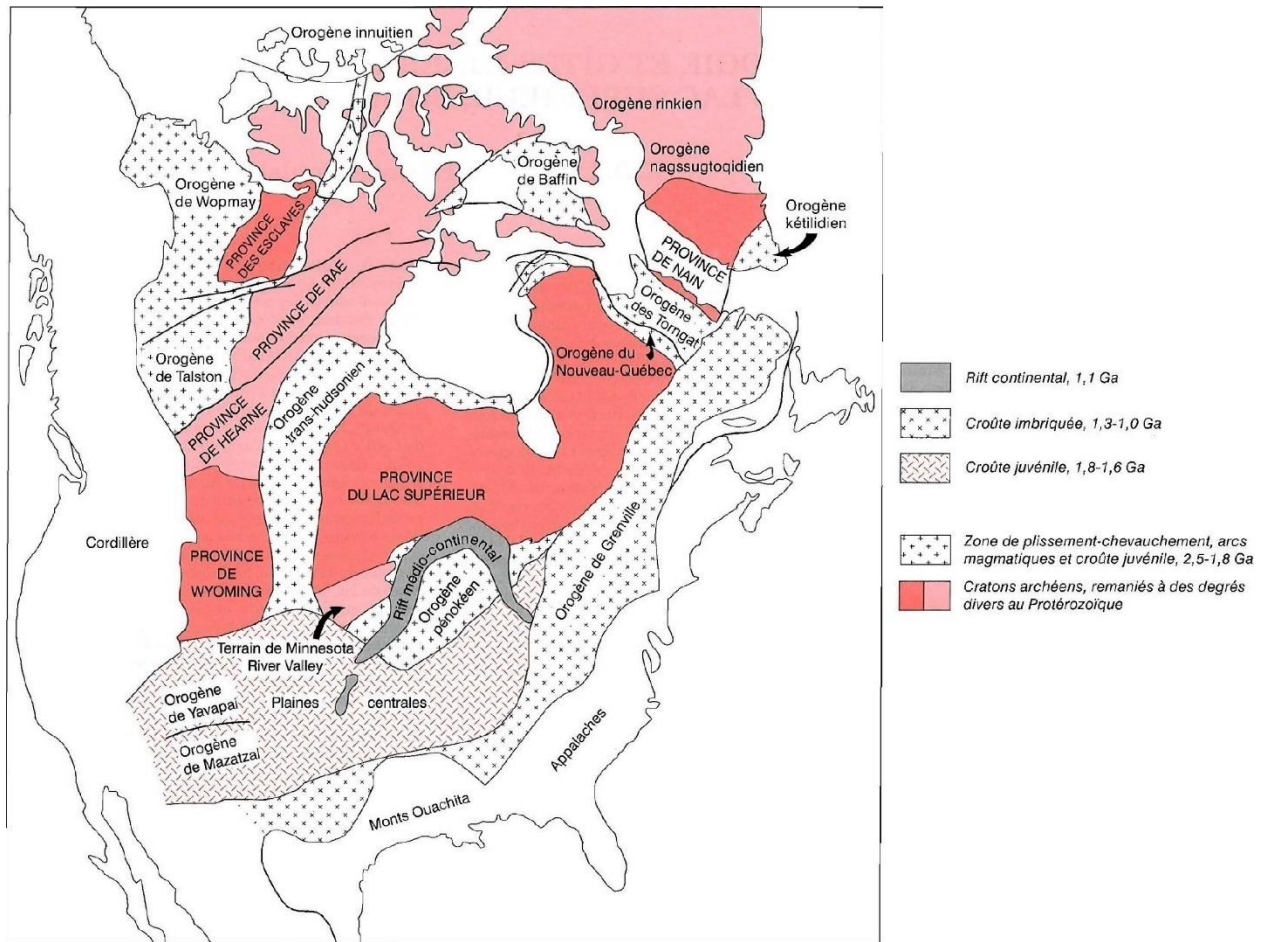 Orogène innuitien
Orogène rinkien
Orogène
nagssugtoqidien
Orogène
de Baffin
Orogène
de Wopmay
Orogène
kétilidien
PROVINCE
DES ESCLAVES
PROVINCE
DE NAIN
PROVINCE DE RAE
Orogène
des Torngat
Orogène
de Talston
Orogène du
Nouveau-Québec
PROVINCE
DE HEARNE
Orogène
trans-hudsonien
PROVINCE
DU LAC SUPÉRIEUR
Cordillère
PROVINCE
DE
WYOMING
Rift médio-continental
Orogène
pénokéen
Orogène de Grenville
Terrain de Minnesota
River Valley
Orogène
de Yavapai
Plaines centrales
Orogène
de Mazatzal
Appalaches
Monts Ouachita
Rift continental, 1,1 Ga
Croûte imbriquée, 1,3-1,0 Ga
Croûte juvénile, 1,8-1,6 Ga
Zone de plissement-chevauchement, arcs
magmatiques et croûte juvénile, 2,5-1,8 Ga
Cratons archéens, remaniés à des degrés
divers au Protérozoïque